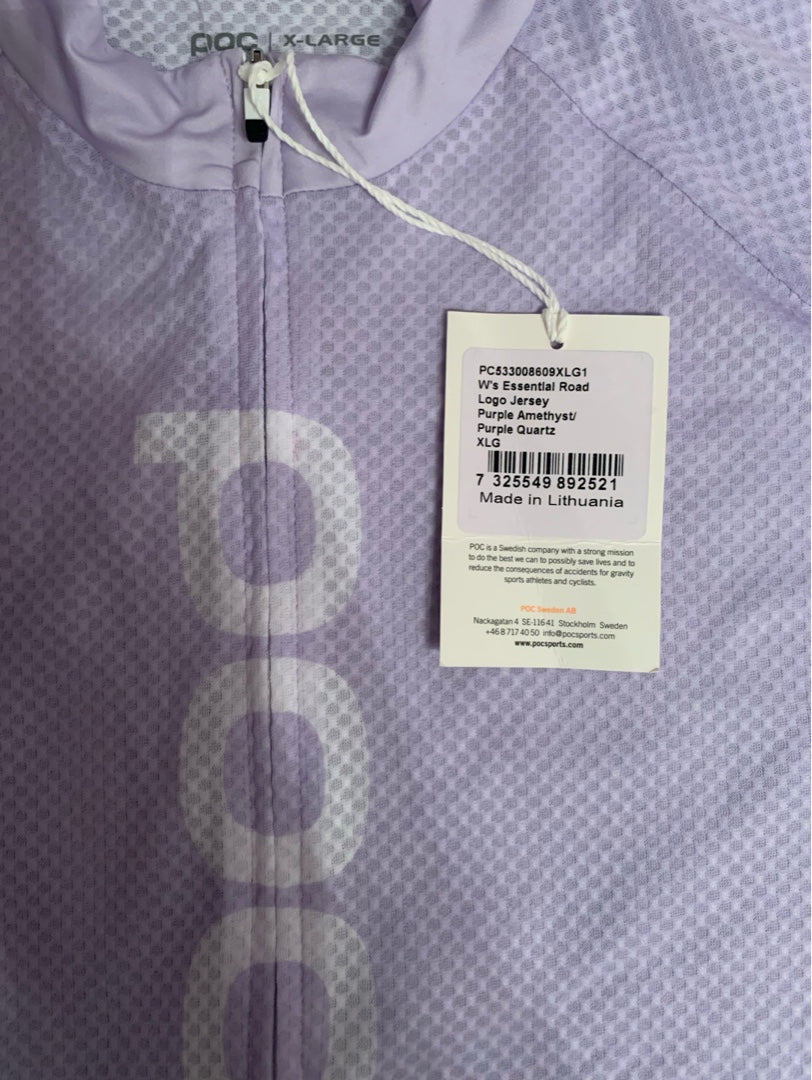 POC | X-LARGE
PC533008609XLG1
W's Essential Road
Logo Jersey
Purple Amethyst/
Purple Quartz
XLG
7 325549 892521
Made in Lithuania
POC is a Swedish company with a strong mission
to do the best we can to possibly save lives and to
reduce the consequences of accidents for gravity
sports athletes and cyclists.
POC Sweden AB
Nackagatan 4 SE-116 41 Stockholm Sweden
+46 8 717 40 50 info@pocsports.com
www.pocsports.com
POC